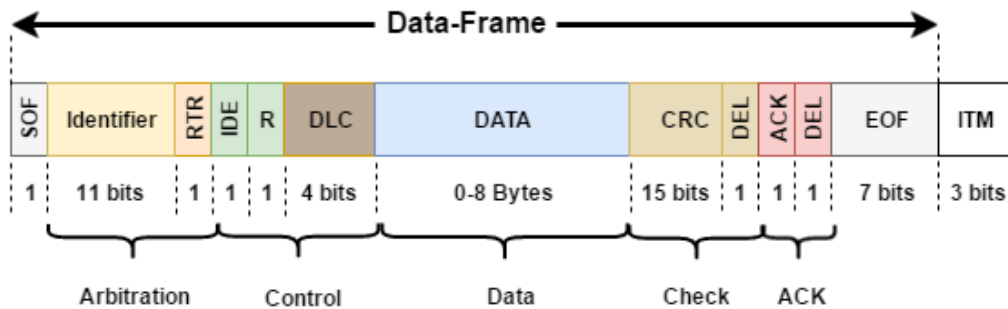 Data-Frame
SOF Identifier RTR IDE R DLC DATA CRC DEL ACK DEL EOF ITM
1 11 bits 1 1 1 4 bits 0-8 Bytes 15 bits 1 1 1 7 bits 3 bits
Arbitration Control Data Check ACK